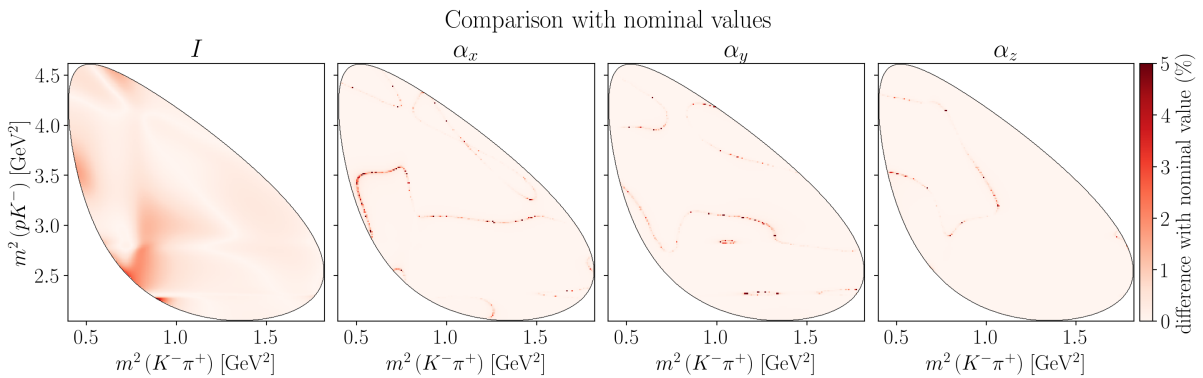 Comparison with nominal values
I
α_x
α_y
α_z
4.5
4.0
3.5
3.0
2.5
m² (pK⁻) [GeV²]
0.5 1.0 1.5
0.5 1.0 1.5
0.5 1.0 1.5
0.5 1.0 1.5
m² (K⁻π⁺) [GeV²]
m² (K⁻π⁺) [GeV²]
m² (K⁻π⁺) [GeV²]
m² (K⁻π⁺) [GeV²]
5
4
3
2
1
0
difference with nominal value (%)